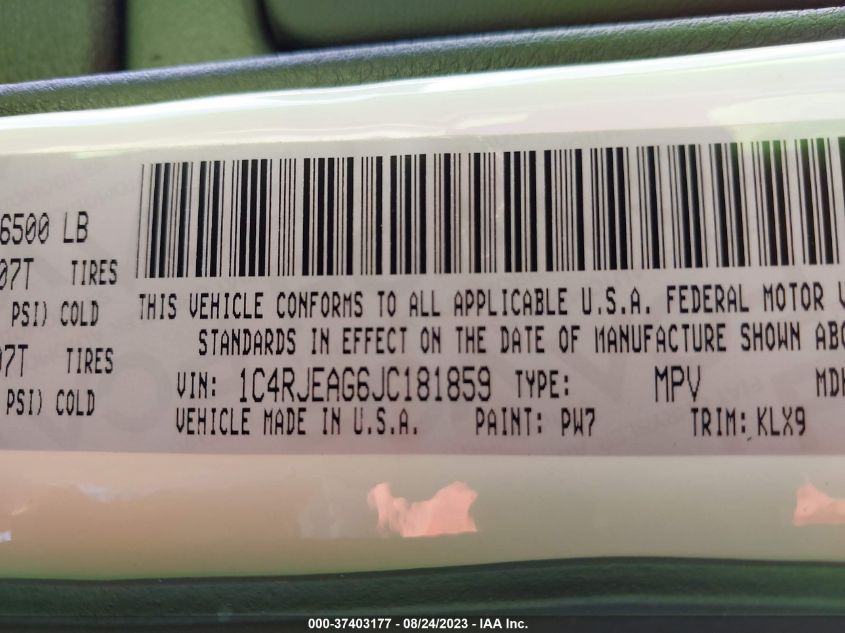 6500 LB
07T TIRES
PSI) COLD
07T TIRES
PSI) COLD
THIS VEHICLE CONFORMS TO ALL APPLICABLE U.S.A. FEDERAL MOTOR V
STANDARDS IN EFFECT ON THE DATE OF MANUFACTURE SHOWN ABO
VIN: 1C4RJEAG6JC181859 TYPE: MPV MDH
VEHICLE MADE IN U.S.A. PAINT: PW7 TRIM: KLX9
000-37403177 - 08/24/2023 - IAA Inc.